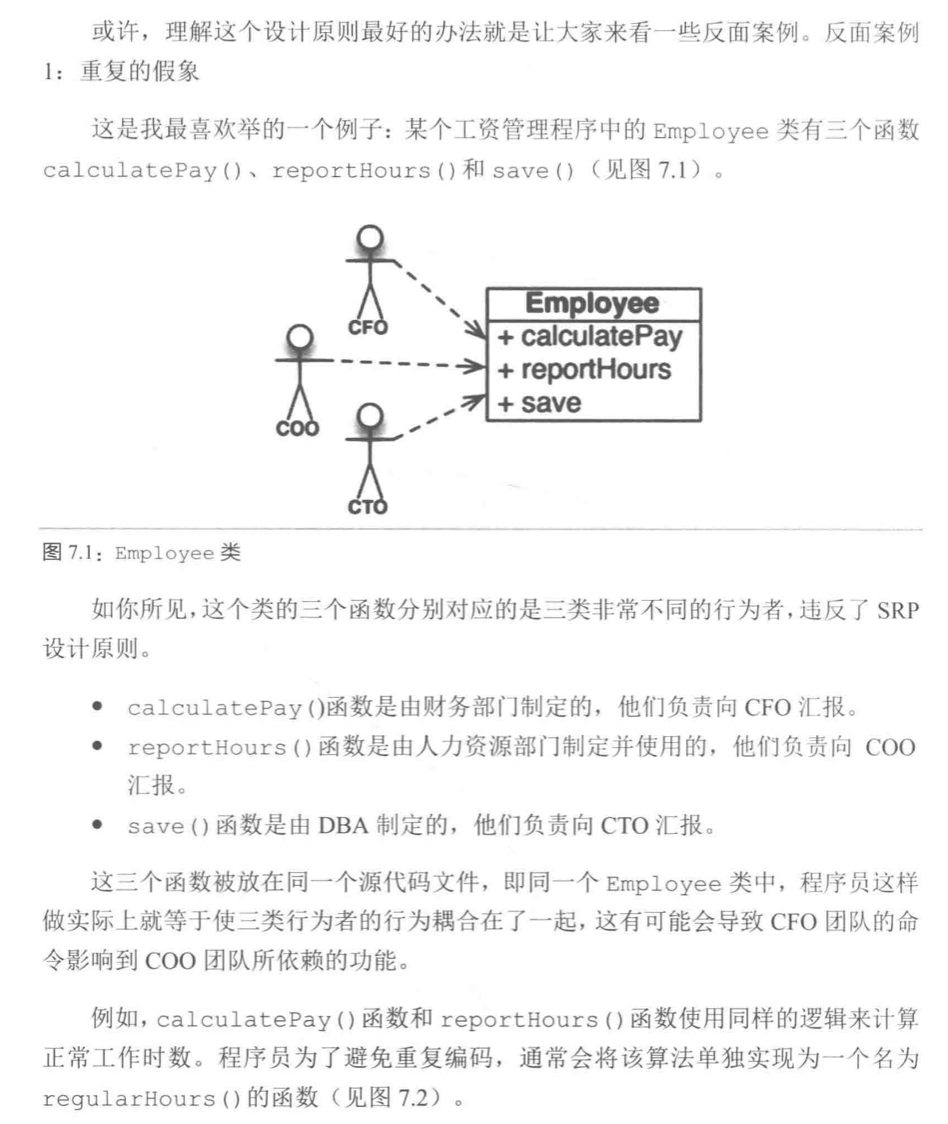 或许，理解这个设计原则最好的办法就是让大家来看一些反面案例。反面案例
1：重复的假象
这是我最喜欢举的一个例子：某个工资管理程序中的 Employee 类有三个函数
calculatePay()、reportHours()和 save()（见图 7.1）。
CFO
COO
CTO
Employee
+ calculatePay
+ reportHours
+ save
图 7.1：Employee 类
如你所见，这个类的三个函数分别对应的是三类非常不同的行为者，违反了 SRP
设计原则。
● calculatePay()函数是由财务部门制定的，他们负责向 CFO 汇报。
● reportHours()函数是由人力资源部门制定并使用的，他们负责向 COO
汇报。
● save()函数是由 DBA 制定的，他们负责向 CTO 汇报。
这三个函数被放在同一个源代码文件，即同一个 Employee 类中，程序员这样
做实际上就等于使三类行为者的行为耦合在了一起，这有可能会导致 CFO 团队的命
令影响到 COO 团队所依赖的功能。
例如，calculatePay()函数和 reportHours()函数使用同样的逻辑来计算
正常工作时数。程序员为了避免重复编码，通常会将该算法单独实现为一个名为
regularHours()的函数（见图 7.2）。